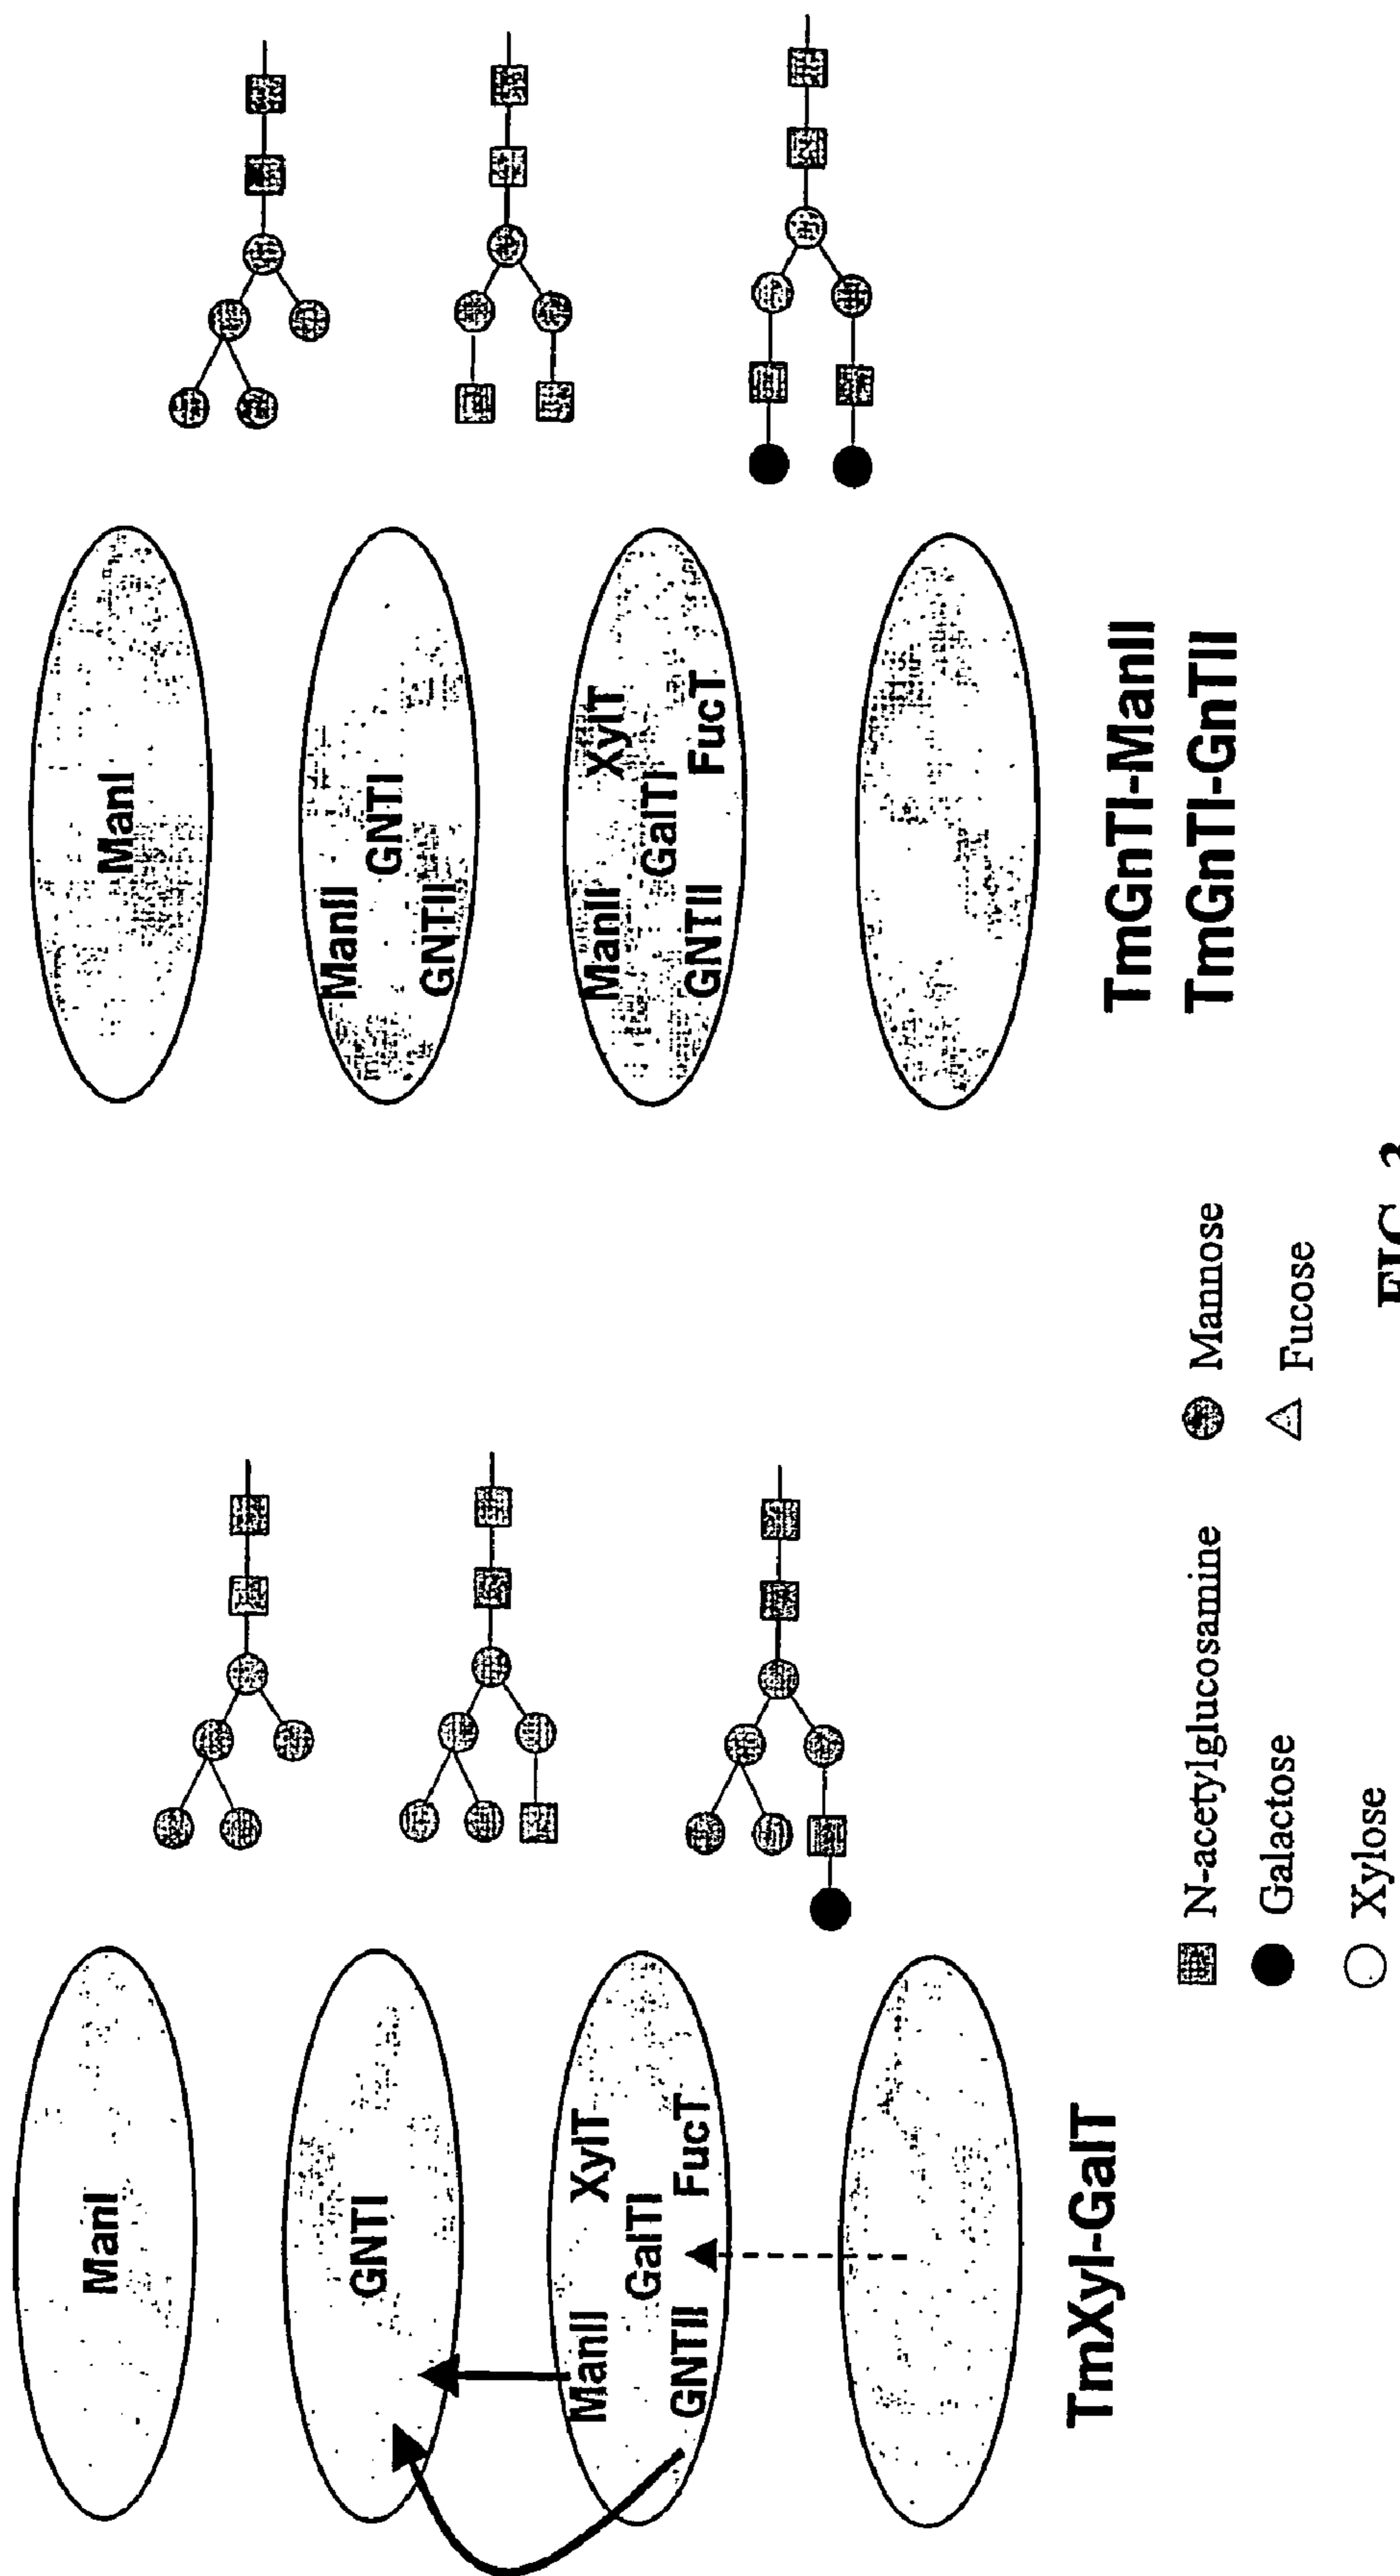 ManI
GNTI
ManII XylT
GalTI
GNTII FucT
TmXyl-GalT
ManI
ManII
GNTI
GNTII
ManII XylT
GalTI
GNTII FucT
TmGnTI-ManII
TmGnTI-GnTII
N-acetylglucosamine
Mannose
Galactose
Fucose
Xylose
FIG